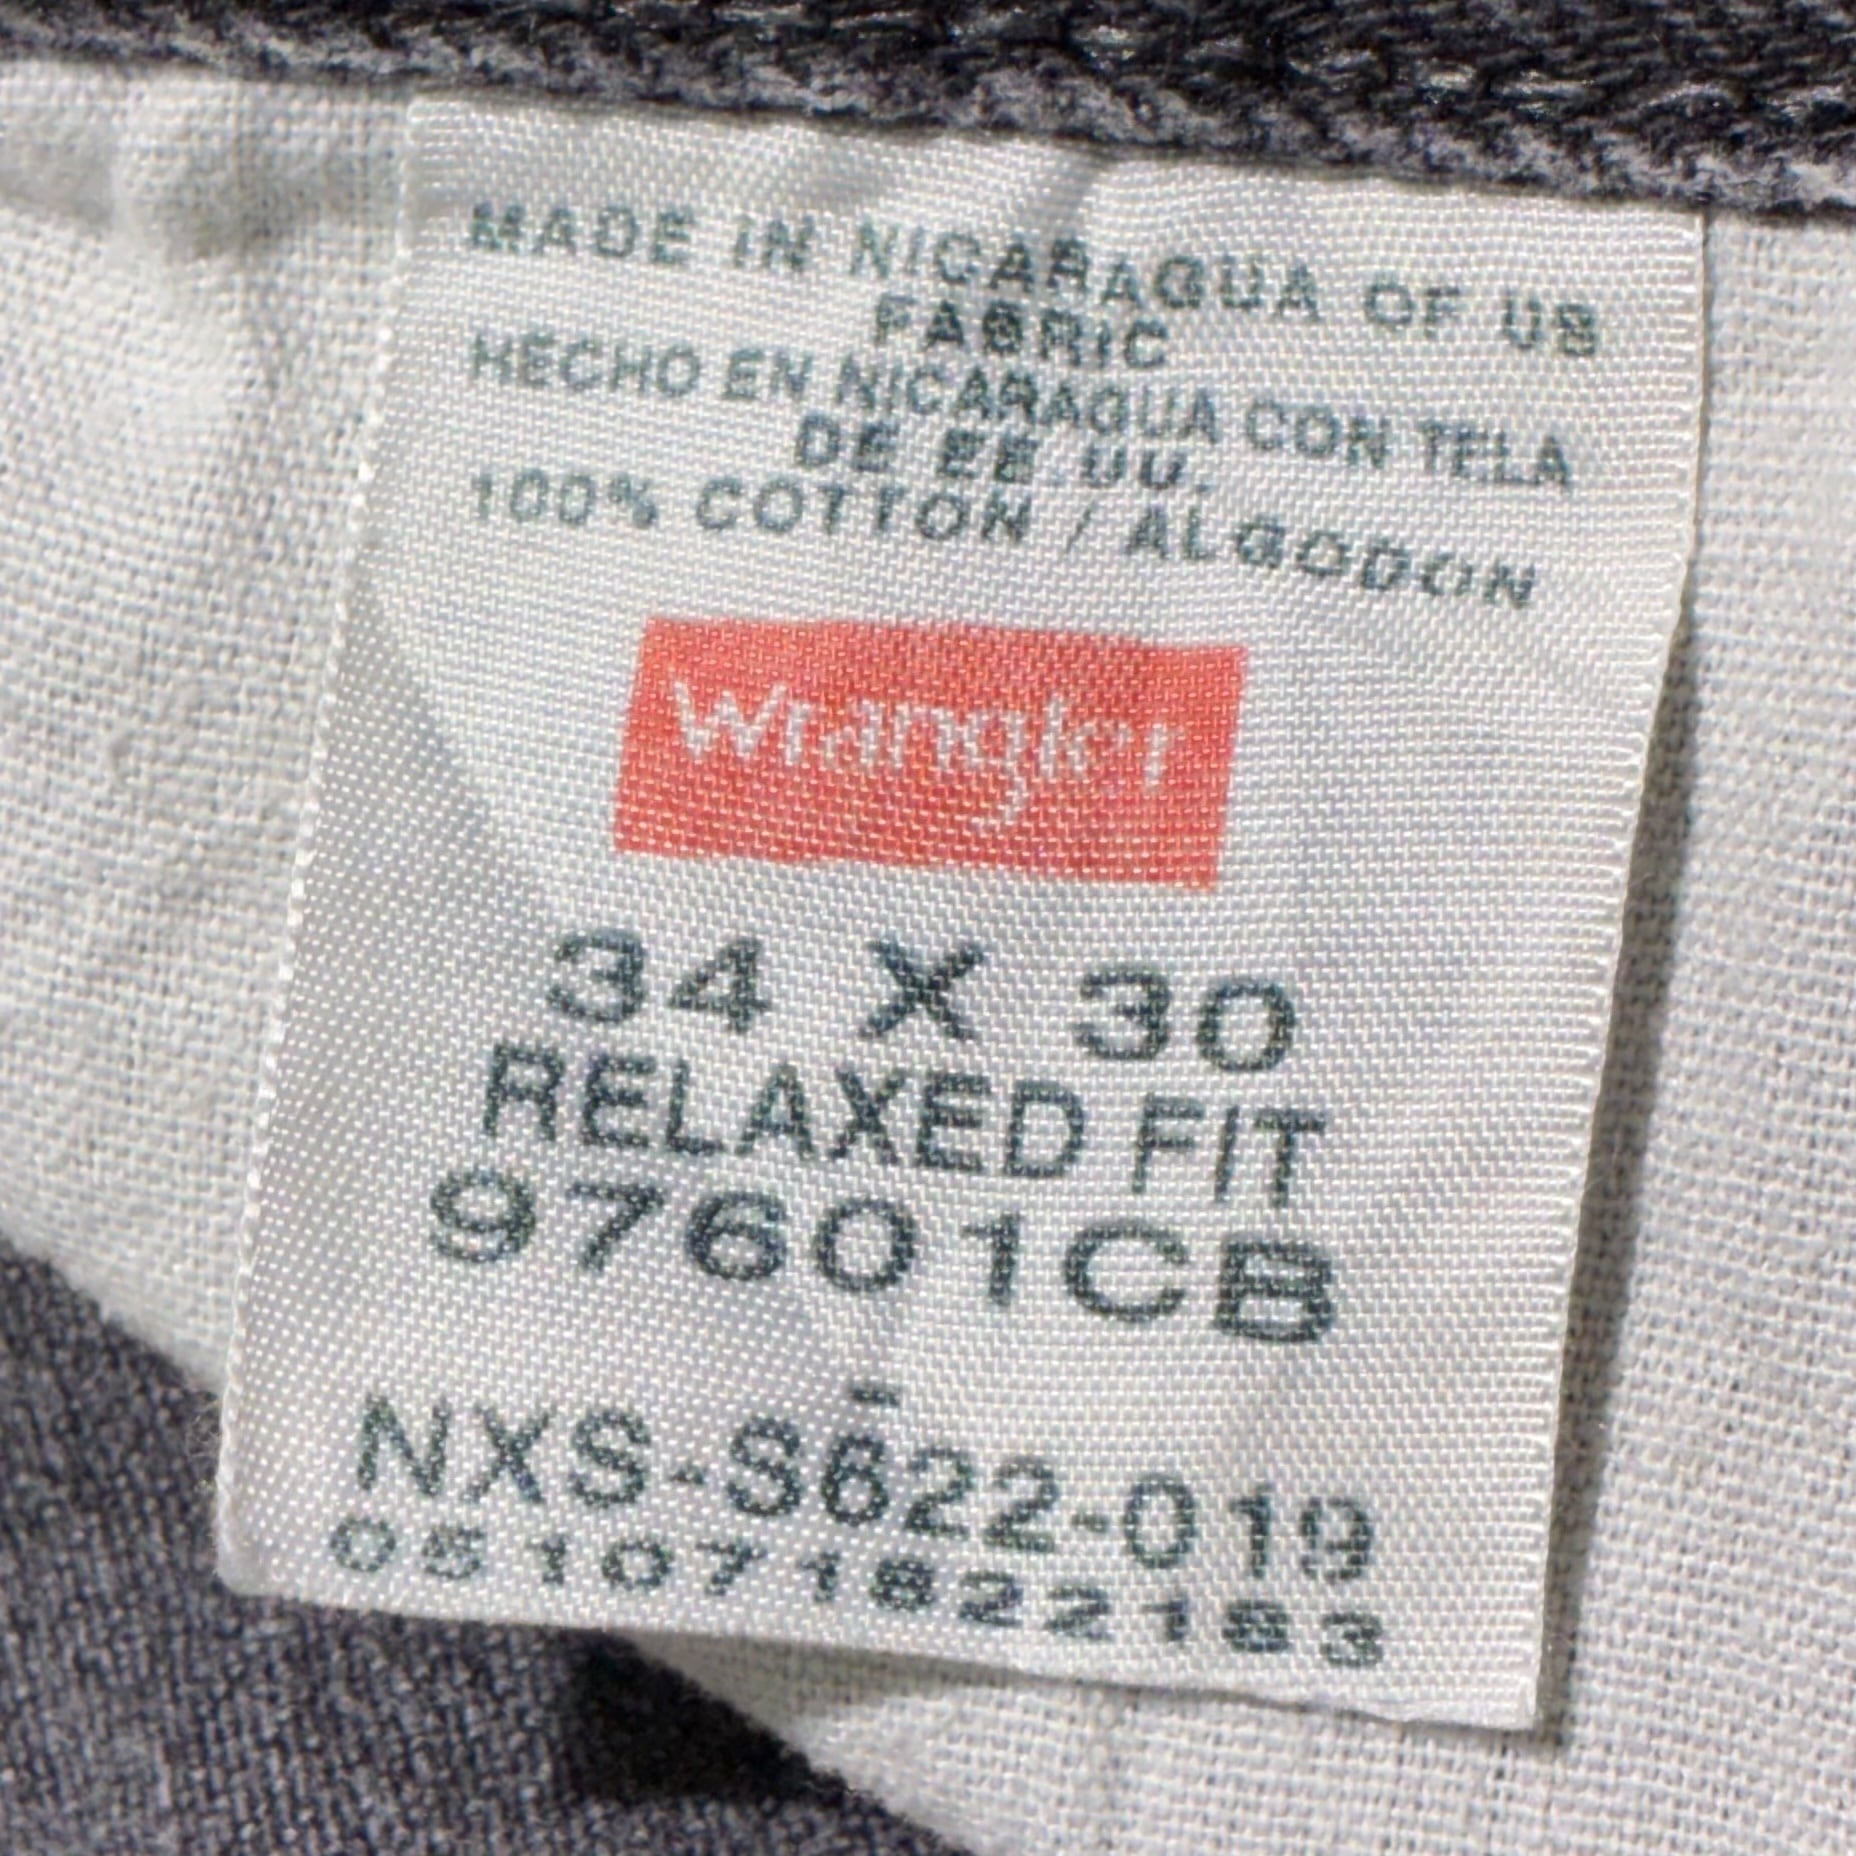 MADE IN NICARAGUA OF US
FABRIC
HECHO EN NICARAGUA CON TELA
DE EE.UU.
100% COTTON / ALGODON
Wrangler
34 X 30
RELAXED FIT
97601CB
-
NXS-S622-019
051071822183